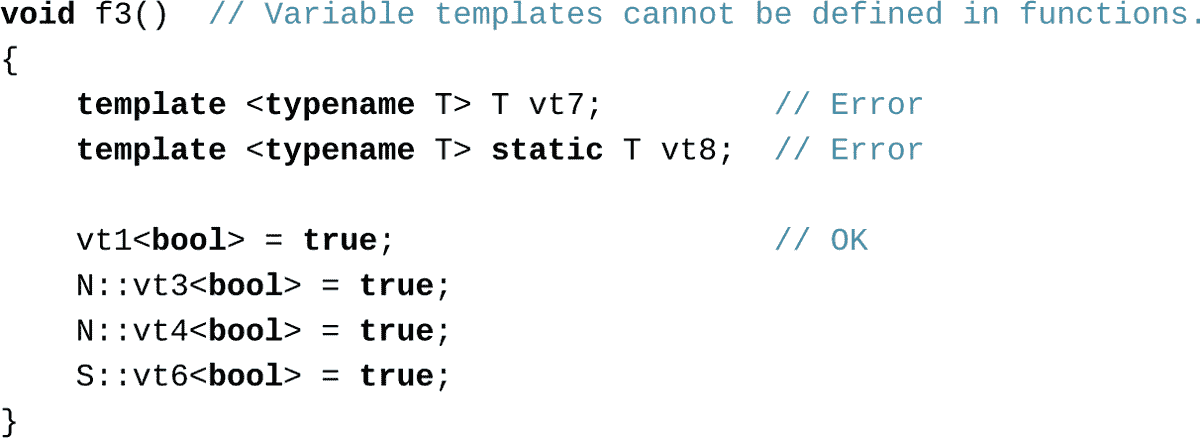 void f3()  // Variable templates cannot be defined in functions.
{
    template <typename T> T vt7;         // Error
    template <typename T> static T vt8;  // Error

    vt1<bool> = true;                    // OK
    N::vt3<bool> = true;
    N::vt4<bool> = true;
    S::vt6<bool> = true;
}